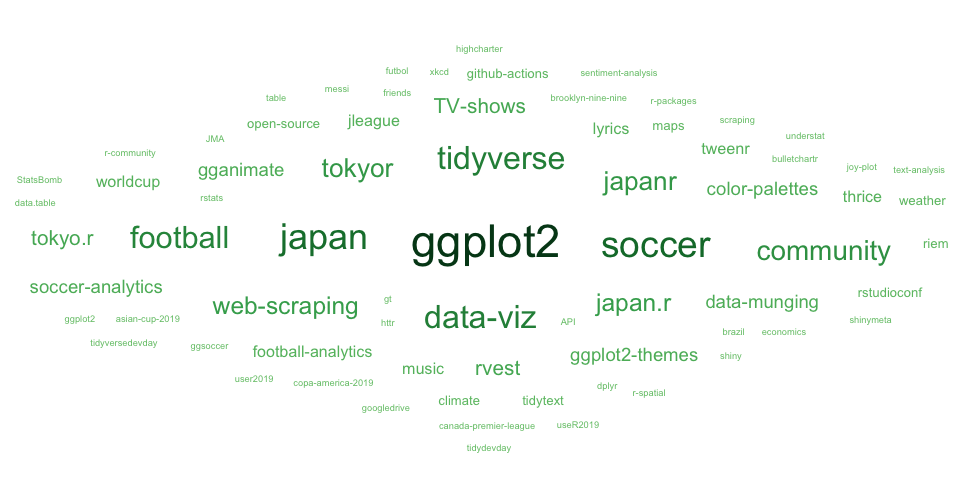 highcharter
futbol xkcd github-actions sentiment-analysis
table messi friends TV-shows brooklyn-nine-nine r-packages
open-source jleague lyrics maps scraping
JMA understat
r-community gganimate tokyor tidyverse tweenr bulletchartr
StatsBomb worldcup japanr color-palettes joy-plot text-analysis
data.table rstats thrice weather
tokyo.r football japan ggplot2 soccer community riem
soccer-analytics web-scraping gt japan.r data-munging rstudioconf
ggplot2 asian-cup-2019 httr data-viz API shinymeta
tidyversedevday ggsoccer brazil economics
football-analytics ggplot2-themes shiny
user2019 copa-america-2019 music rvest
dplyr r-spatial
googledrive climate tidytext
canada-premier-league useR2019
tidydevday